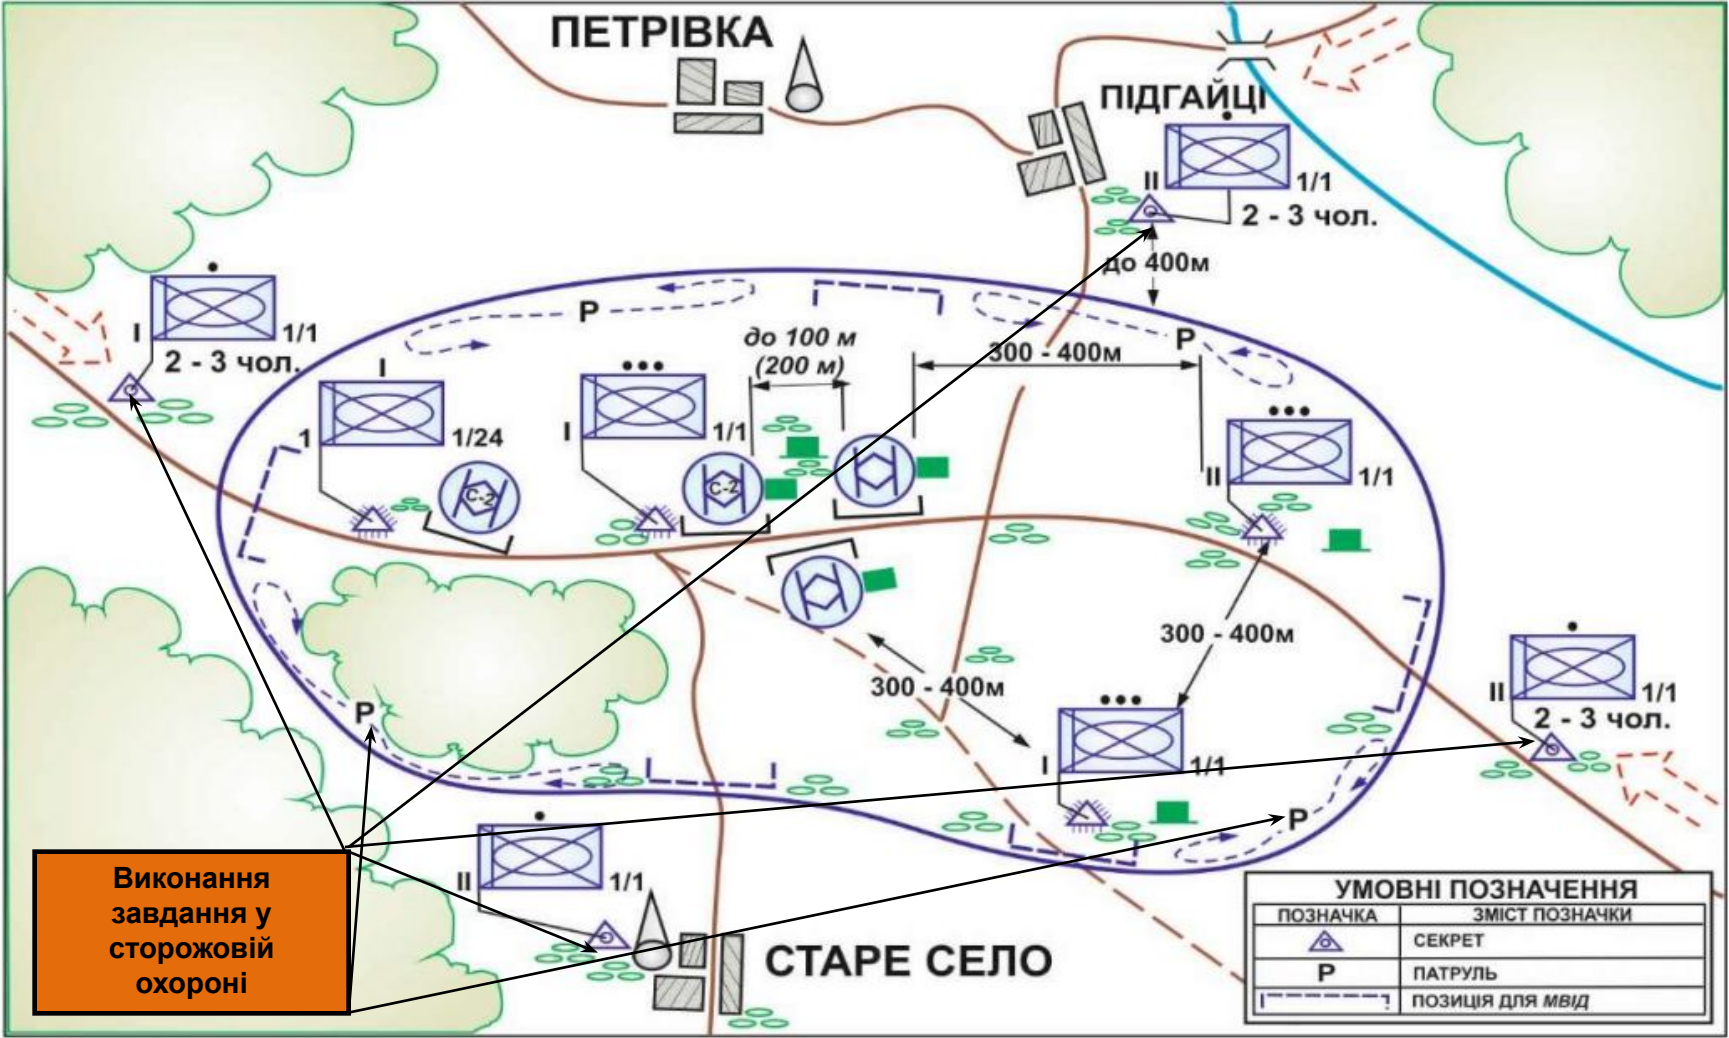 ПЕТРІВКА
ПІДГАЙЦІ
II
1/1
2 - 3 чол.
до 400м
I
1/1
2 - 3 чол.
Р
Р
до 100 м
(200 м)
300 - 400м
I
1
1/24
С-2
I
1/1
С-2
II
1/1
300 - 400м
300 - 400м
II
1/1
2 - 3 чол.
Р
I
1/1
Р
II
1/1
Виконання
завдання у
сторожовій
охороні
СТАРЕ СЕЛО
УМОВНІ ПОЗНАЧЕННЯ
ПОЗНАЧКА ЗМІСТ ПОЗНАЧКИ
СЕКРЕТ
Р ПАТРУЛЬ
ПОЗИЦІЯ ДЛЯ МВІД